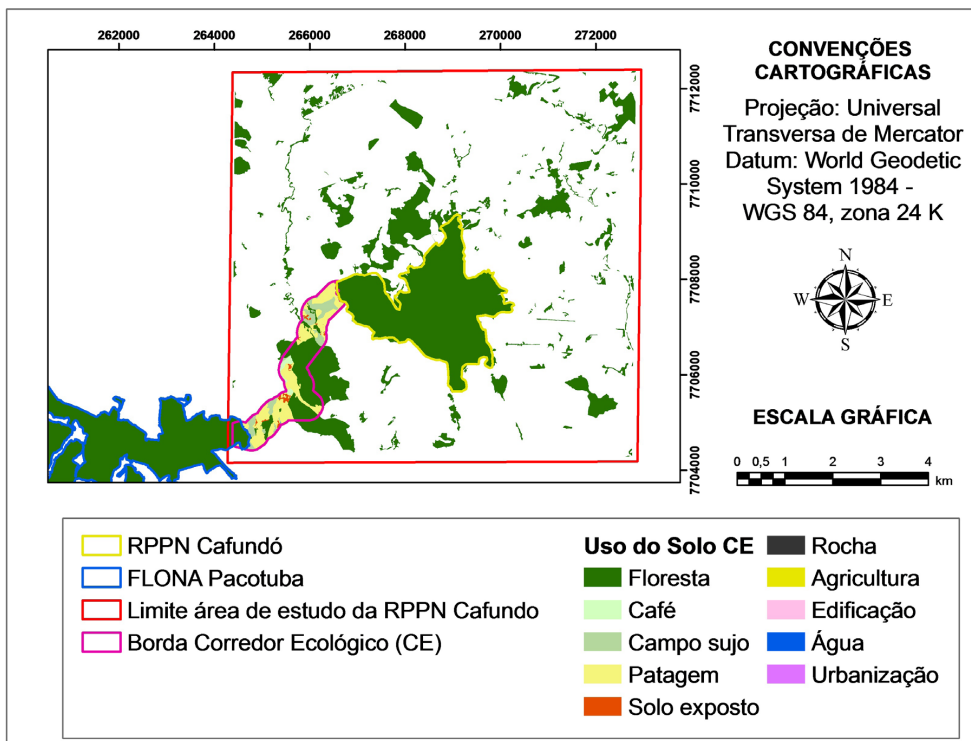 262000
264000
266000
268000
270000
272000
7712000
7710000
7708000
7706000
7704000
CONVENÇÕES
CARTOGRÁFICAS
Projeção: Universal
Transversa de Mercator
Datum: World Geodetic
System 1984 -
WGS 84, zona 24 K
N
W
E
S
ESCALA GRÁFICA
0 0,5 1 2 3 4
km
RPPN Cafundó
FLONA Pacotuba
Limite área de estudo da RPPN Cafundo
Borda Corredor Ecológico (CE)
Uso do Solo CE
Floresta
Café
Campo sujo
Patagem
Solo exposto
Rocha
Agricultura
Edificação
Água
Urbanização